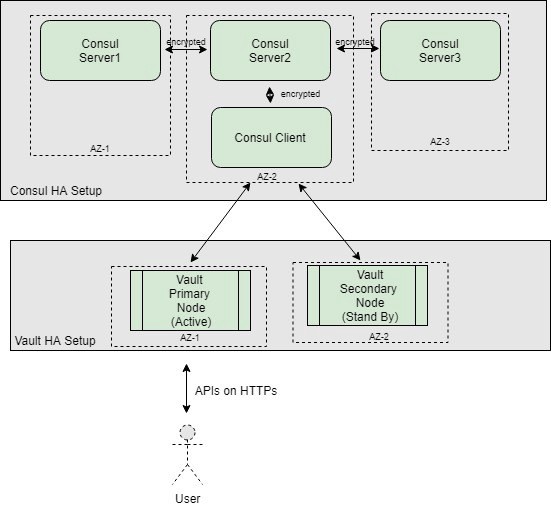 Consul
Server1
encrypted
Consul
Server2
encrypted
Consul
Server3
encrypted
Consul Client
AZ-1
AZ-2
AZ-3
Consul HA Setup
Vault
Primary
Node
(Active)
AZ-1
Vault
Secondary
Node
(Stand By)
AZ-2
Vault HA Setup
APIs on HTTPs
User